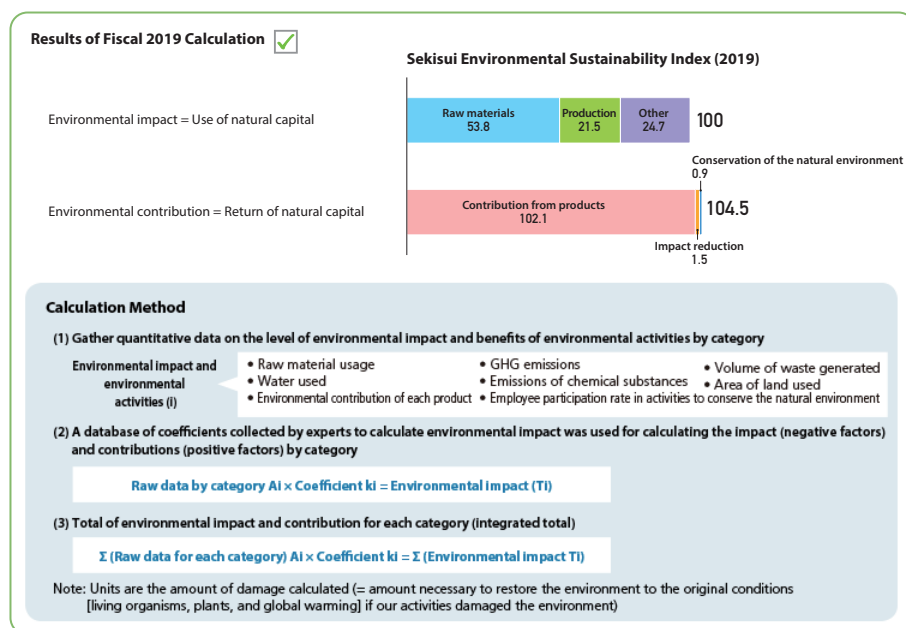 Results of Fiscal 2019 Calculation
Sekisui Environmental Sustainability Index (2019)
Environmental impact = Use of natural capital
Raw materials
53.8
Production
21.5
Other
24.7
100
Conservation of the natural environment
0.9
Environmental contribution = Return of natural capital
Contribution from products
102.1
104.5
Impact reduction
1.5
Calculation Method
(1) Gather quantitative data on the level of environmental impact and benefits of environmental activities by category
Environmental impact and
environmental
activities (i)
• Raw material usage
• GHG emissions
• Volume of waste generated
• Water used
• Emissions of chemical substances
• Area of land used
• Environmental contribution of each product
• Employee participation rate in activities to conserve the natural environment
(2) A database of coefficients collected by experts to calculate environmental impact was used for calculating the impact (negative factors)
and contributions (positive factors) by category
Raw data by category Ai × Coefficient ki = Environmental impact (Ti)
(3) Total of environmental impact and contribution for each category (integrated total)
Σ (Raw data for each category) Ai × Coefficient ki = Σ (Environmental impact Ti)
Note: Units are the amount of damage calculated (= amount necessary to restore the environment to the original conditions
[living organisms, plants, and global warming] if our activities damaged the environment)